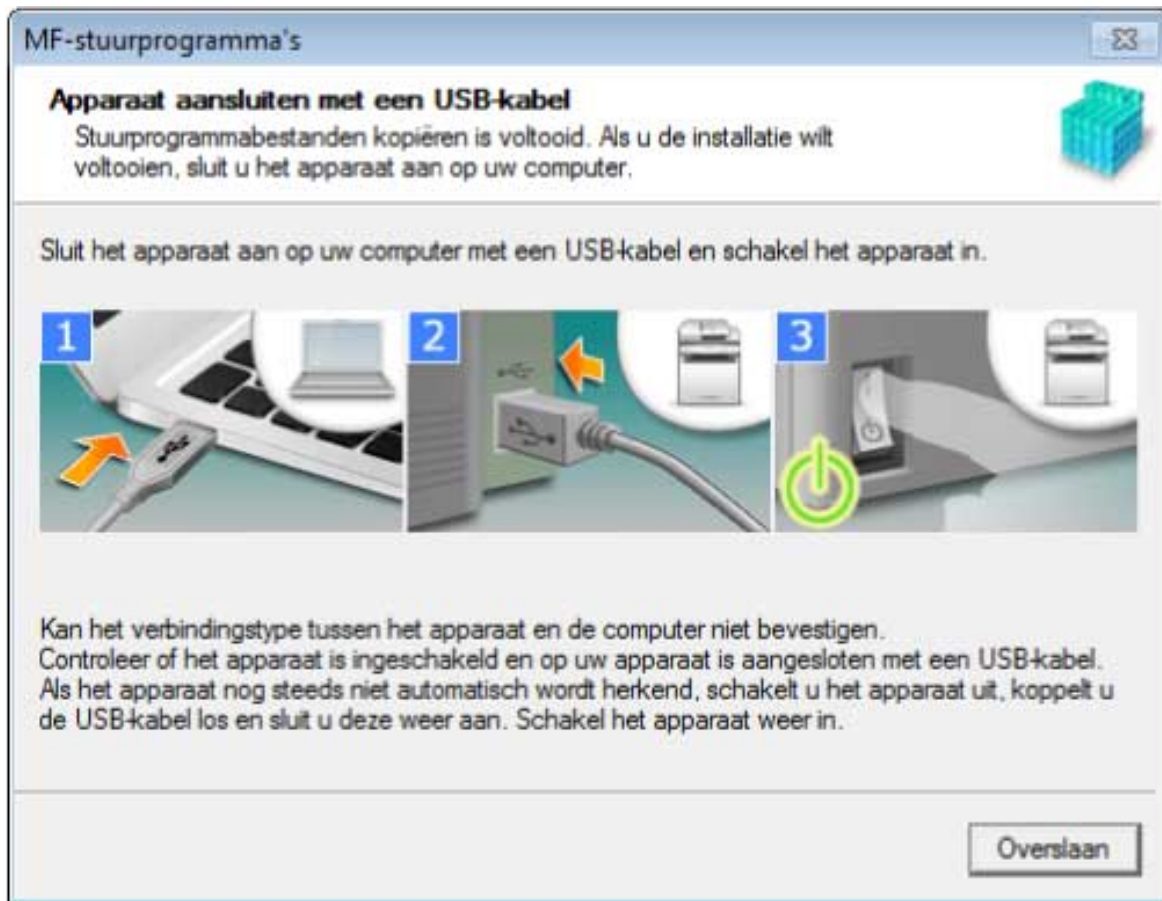 MF-stuurprogramma's
Apparaat aansluiten met een USB-kabel
Stuurprogrammabestanden kopiëren is voltooid. Als u de installatie wilt
voltooien, sluit u het apparaat aan op uw computer.
Sluit het apparaat aan op uw computer met een USB-kabel en schakel het apparaat in.
1
2
3
Kan het verbindingstype tussen het apparaat en de computer niet bevestigen.
Controleer of het apparaat is ingeschakeld en op uw apparaat is aangesloten met een USB-kabel.
Als het apparaat nog steeds niet automatisch wordt herkend, schakelt u het apparaat uit, koppelt u
de USB-kabel los en sluit u deze weer aan. Schakel het apparaat weer in.
Overslaan